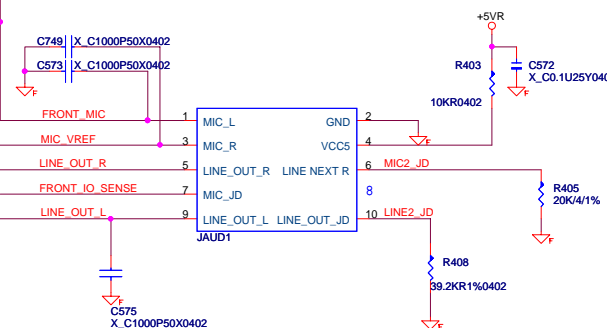 +5VR
C749 X_C1000P50X0402
C573 X_C1000P50X0402
F
R403
10KR0402
C572
X_C0.1U25Y040
F
FRONT_MIC
MIC_VREF
LINE_OUT_R
FRONT_IO_SENSE
LINE_OUT_L
1 MIC_L GND 2
F
3 MIC_R VCC5 4
5 LINE_OUT_R LINE NEXT R 6 MIC2_JD
7 MIC_JD 8
9 LINE_OUT_L LINE_OUT_JD 10 LINE2_JD
JAUD1
R405
20K/4/1%
F
R408
39.2KR1%0402
F
F
C575
X_C1000P50X0402